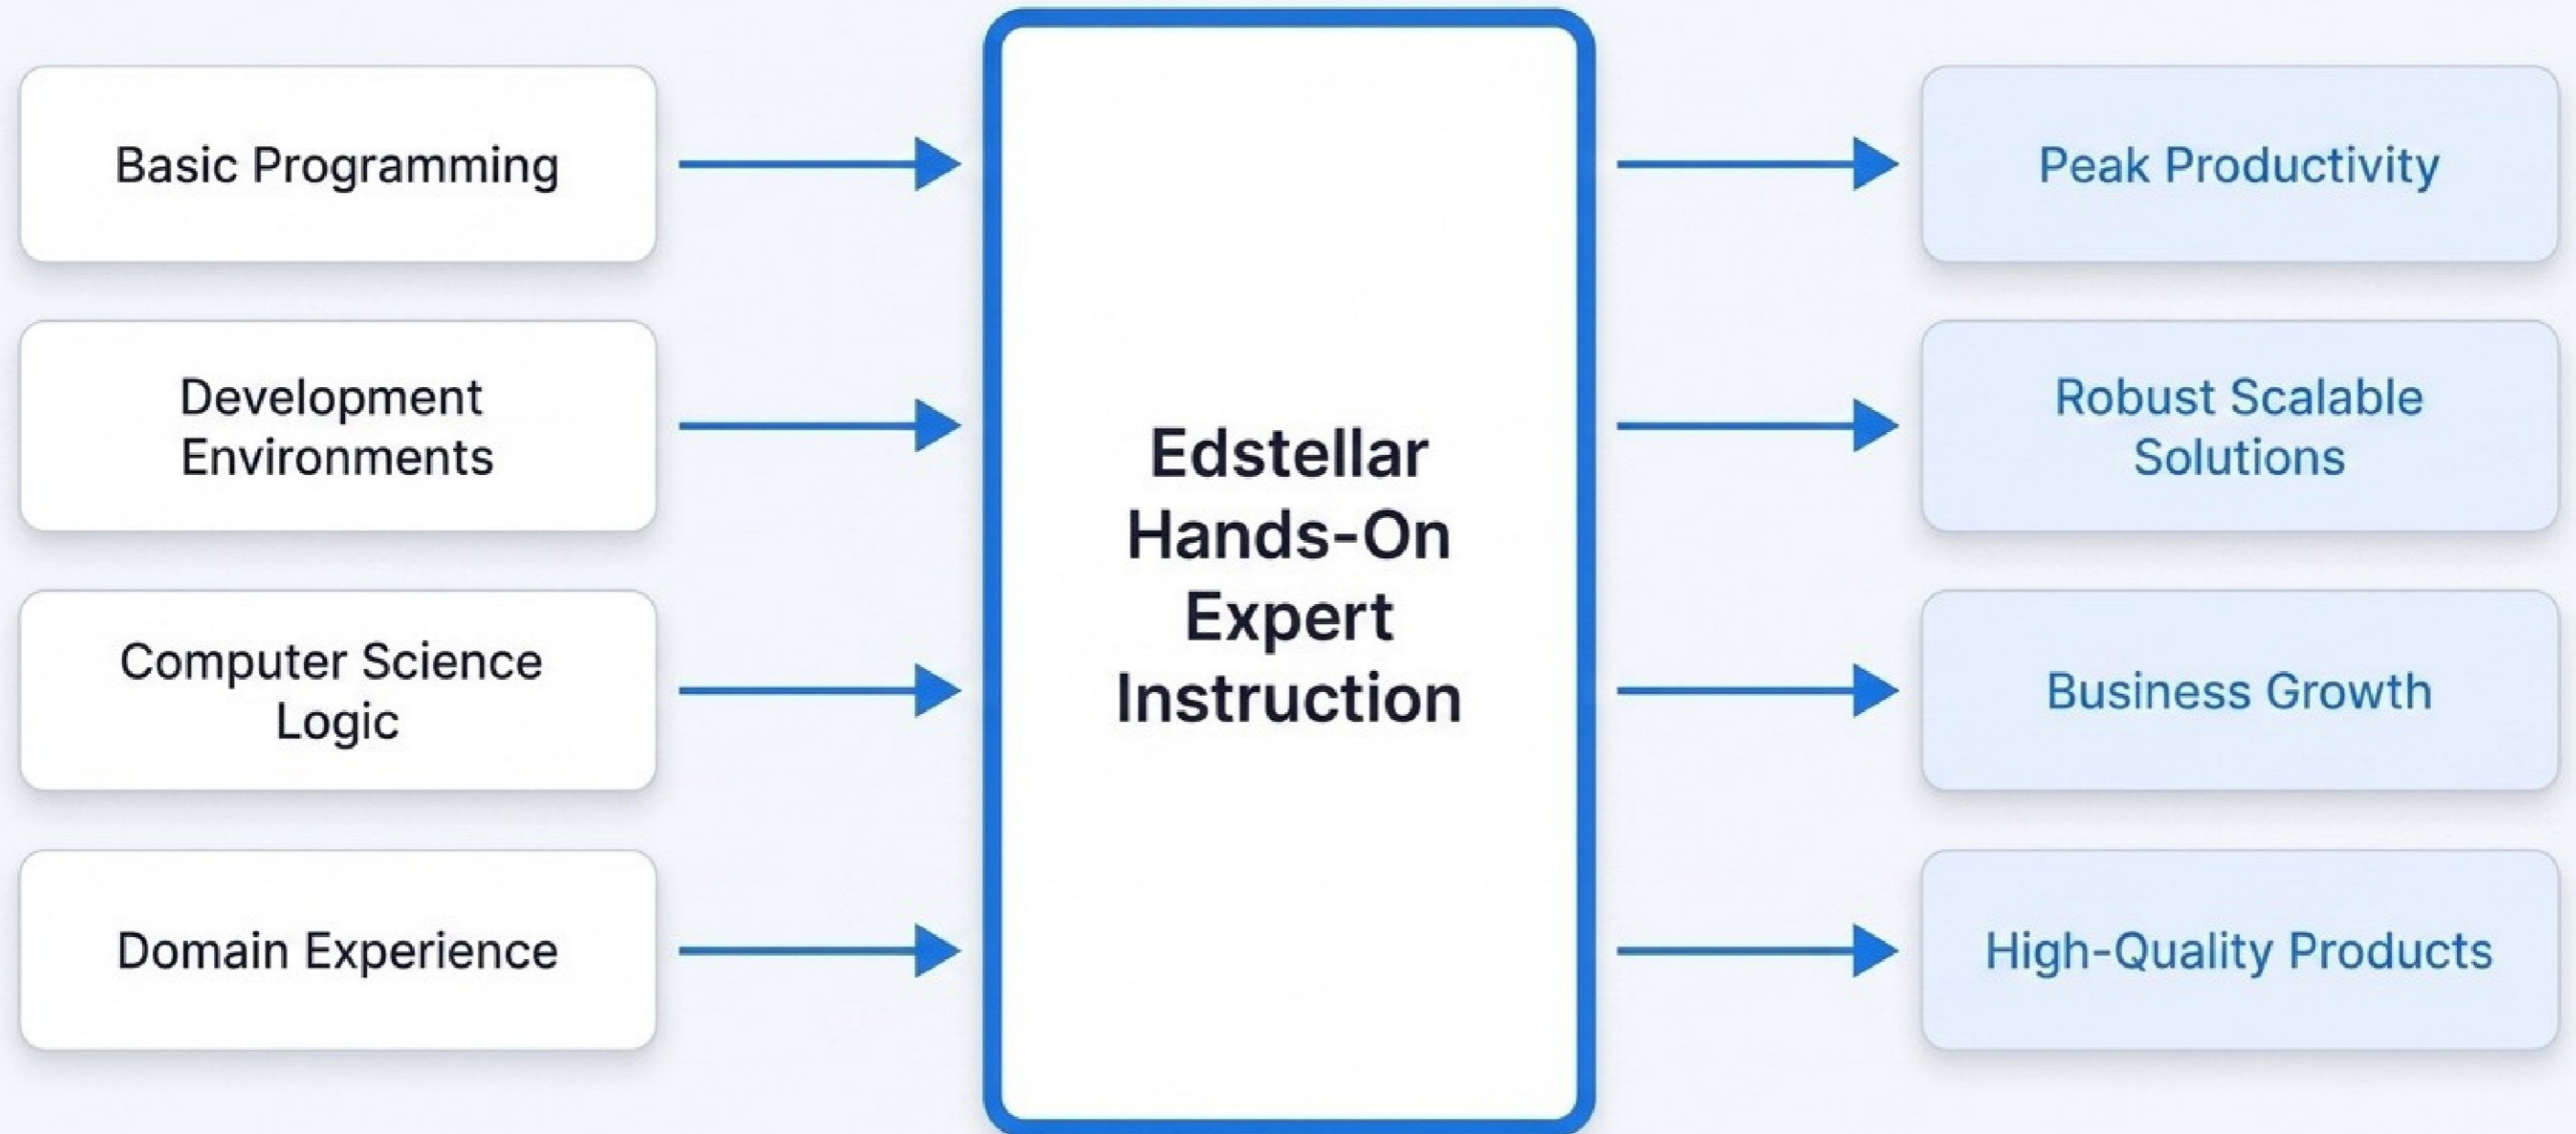 Basic Programming
Development
Environments
Computer Science
Logic
Domain Experience
Edstellar
Hands-On
Expert
Instruction
Peak Productivity
Robust Scalable
Solutions
Business Growth
High-Quality Products